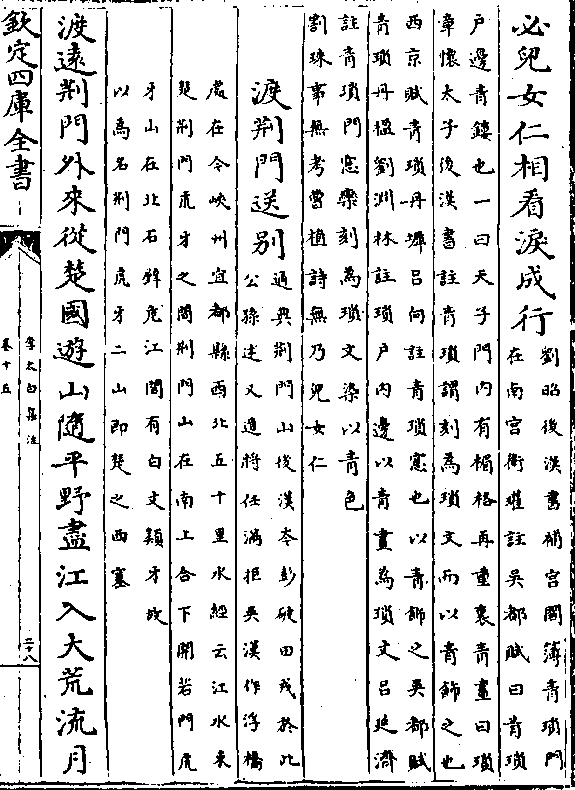 必兒女仁相看淚成行劉昭後漢書補宮閣簿青瑣門
在南宮衛瓘註吳都賦曰青瑣
戶邊青鏤也一曰天子門內有楣格再重裏青畫曰瑣
章懷太子後漢書註青瑣謂刻為瑣文而以青飾之也
西京賦青瑣丹墀呂向註青瑣窓也以青飾之吳都賦
青瑣丹楹劉淵林註瑣戶內邊以青畫為瑣文呂延濟
註青瑣門窓櫺刻為瑣文染以青色
割珠事無考曹植詩無乃兒女仁
渡荆門送别通典荆門山後漢岑彭破田戎於此
公孫述又遣將任滿拒吳漢作浮橋
處在今峽州宜都縣西北五十里水經云江水東
楚荆門虎牙之間荆門山在南上合下開若門虎
牙山在北石壁危江間有白文類牙故
以為名荆門虎牙二山即楚之西塞
渡遠荆門外來從楚國遊山隨平野盡江入大荒流月
欽定四庫全書
李太白集注
卷十五
二十八